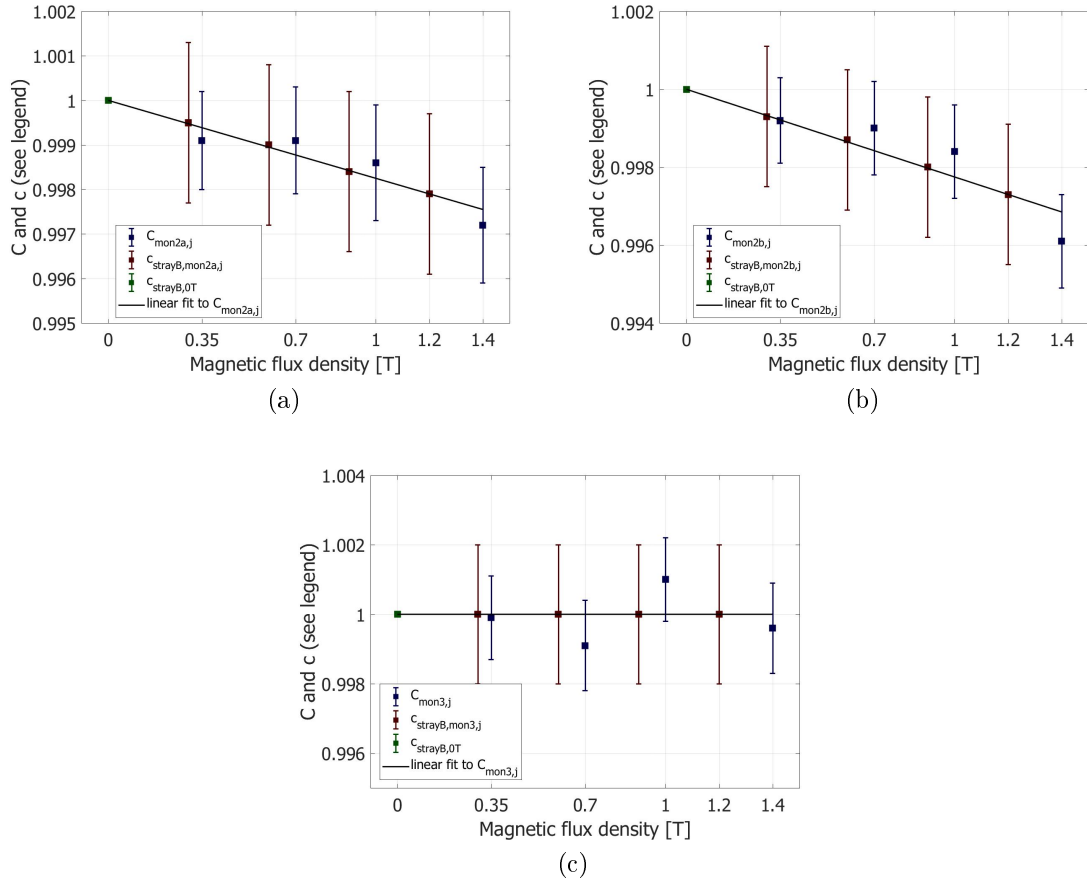 1.002
1.001
1
0.999
0.998
0.997
0.996
0.995
C and c (see legend)
C_mon2a,j
c_strayB,mon2a,j
c_strayB,0T
linear fit to C_mon2a,j
0 0.35 0.7 1 1.2 1.4
Magnetic flux density [T]
(a)
1.002
1
0.998
0.996
0.994
C and c (see legend)
C_mon2b,j
c_strayB,mon2b,j
c_strayB,0T
linear fit to C_mon2b,j
0 0.35 0.7 1 1.2 1.4
Magnetic flux density [T]
(b)
1.004
1.002
1
0.998
0.996
C and c (see legend)
C_mon3,j
c_strayB,mon3,j
c_strayB,0T
linear fit to C_mon3,j
0 0.35 0.7 1 1.2 1.4
Magnetic flux density [T]
(c)